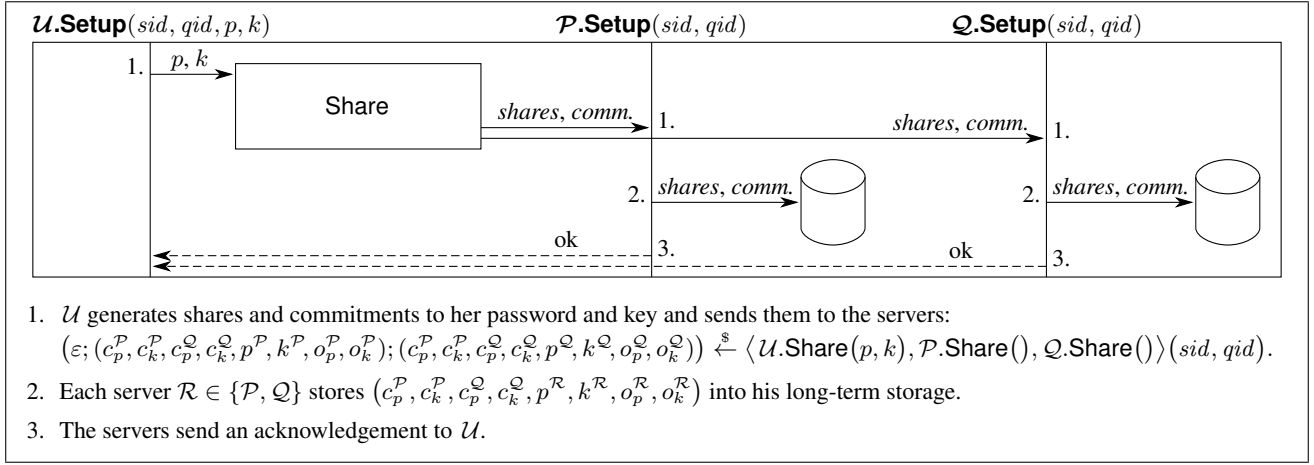 𝒰.Setup(sid, qid, p, k) 𝒫.Setup(sid, qid) 𝒬.Setup(sid, qid)
1. p, k
Share
shares, comm. 1. shares, comm. 1.
2. shares, comm. 2. shares, comm.
ok 3. ok 3.
1. 𝒰 generates shares and commitments to her password and key and sends them to the servers:
(ε; (c_p^𝒫, c_k^𝒫, c_p^𝒬, c_k^𝒬, p^𝒫, k^𝒫, o_p^𝒫, o_k^𝒫); (c_p^𝒫, c_k^𝒫, c_p^𝒬, c_k^𝒬, p^𝒬, k^𝒬, o_p^𝒬, o_k^𝒬)) ←^$ ⟨𝒰.Share(p, k), 𝒫.Share(), 𝒬.Share()⟩(sid, qid).
2. Each server ℛ ∈ {𝒫, 𝒬} stores (c_p^𝒫, c_k^𝒫, c_p^𝒬, c_k^𝒬, p^ℛ, k^ℛ, o_p^ℛ, o_k^ℛ) into his long-term storage.
3. The servers send an acknowledgement to 𝒰.